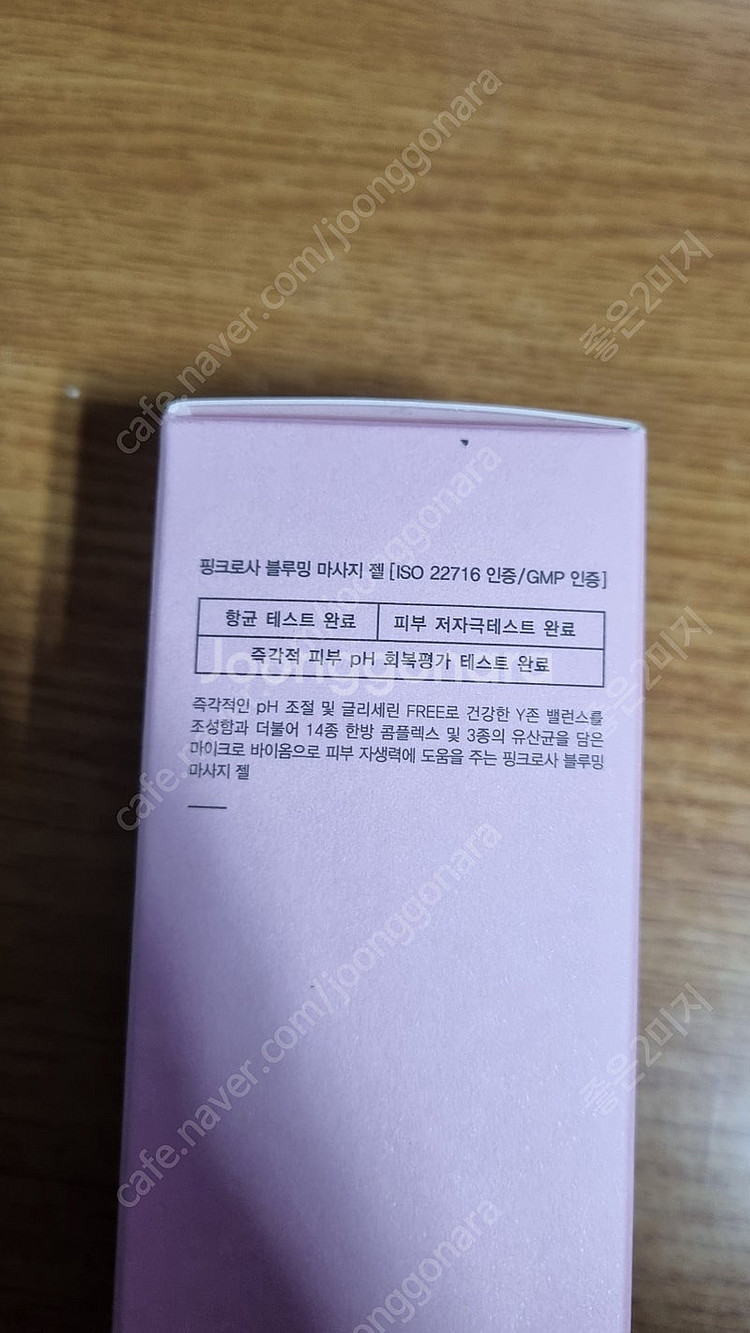 cafe.naver.com/joonggonara
좋은2미지
핑크로사 블루밍 마사지 젤 [ISO 22716 인증/GMP 인증]
항균 테스트 완료
피부 저자극테스트 완료
즉각적 피부 pH 회복평가 테스트 완료
Joonggonara
즉각적인 pH 조절 및 글리세린 FREE로 건강한 Y존 밸런스를
조성함과 더불어 14종 한방 콤플렉스 및 3종의 유산균을 담은
마이크로 바이옴으로 피부 자생력에 도움을 주는 핑크로사 블루밍
마사지 젤
cafe.naver.com/joonggonara
좋은2미지
cafe.naver.com/joonggonara
좋은2미지
joonggonara